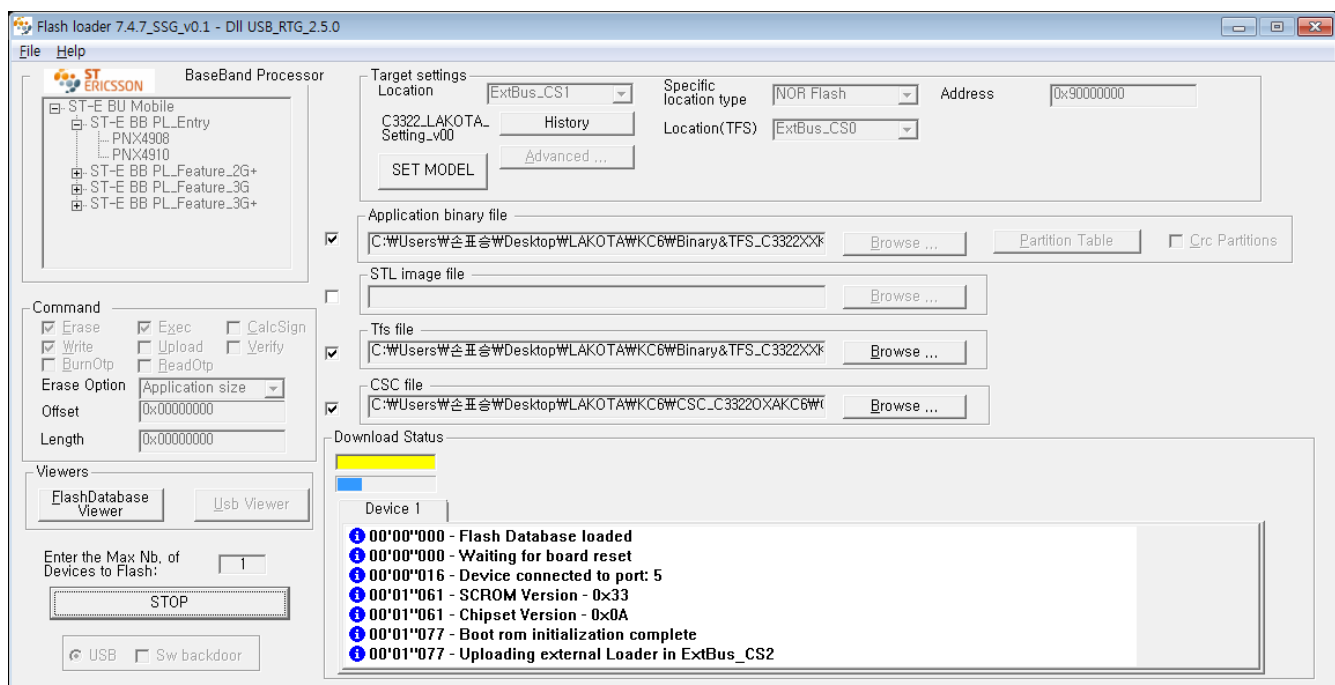 Flash loader 7.4.7_SSG_v0.1 - Dll USB_RTG_2.5.0
File Help
ST ERICSSON
BaseBand Processor
ST-E BU Mobile
ST-E BB PL_Entry
PNX4908
PNX4910
ST-E BB PL_Feature_2G+
ST-E BB PL_Feature_3G
ST-E BB PL_Feature_3G+
Target settings
Location ExtBus_CS1
Specific location type NOR Flash
Address 0x90000000
C3322_LAKOTA_Setting_v00
History
Location(TFS) ExtBus_CS0
SET MODEL
Advanced ...
Application binary file
C:₩Users₩손표승₩Desktop₩LAKOTA₩KC6₩Binary&TFS_C3322XXK
Browse ...
Partition Table
Crc Partitions
STL image file
Browse ...
Tfs file
C:₩Users₩손표승₩Desktop₩LAKOTA₩KC6₩Binary&TFS_C3322XXK
Browse ...
CSC file
C:₩Users₩손표승₩Desktop₩LAKOTA₩KC6₩CSC_C3322OXAKC6₩(
Browse ...
Command
Erase Exec CalcSign
Write Upload Verify
BurnOtp ReadOtp
Erase Option Application size
Offset 0x00000000
Length 0x00000000
Viewers
FlashDatabase Viewer
Usb Viewer
Enter the Max Nb. of Devices to Flash: 1
STOP
USB Sw backdoor
Download Status
Device 1
00'00''000 - Flash Database loaded
00'00''000 - Waiting for board reset
00'00''016 - Device connected to port: 5
00'01''061 - SCROM Version - 0x33
00'01''061 - Chipset Version - 0x0A
00'01''077 - Boot rom initialization complete
00'01''077 - Uploading external Loader in ExtBus_CS2